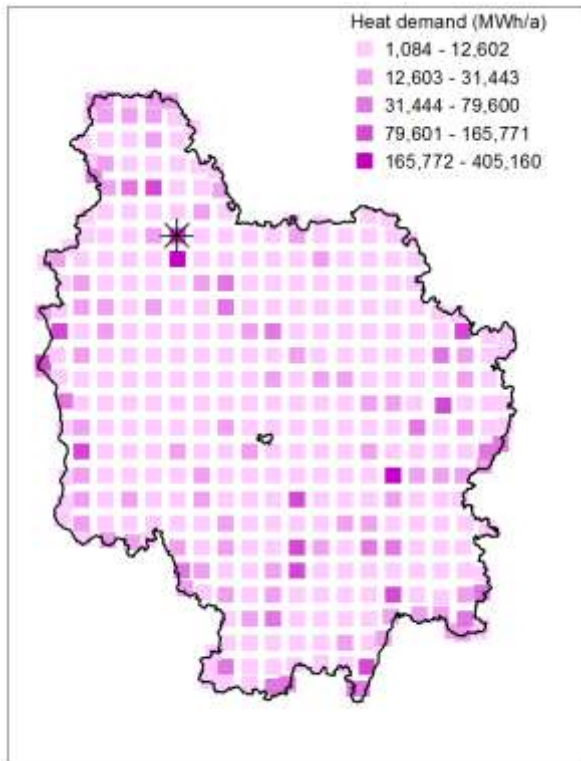 Heat demand (MWh/a)
1,084 - 12,602
12,603 - 31,443
31,444 - 79,600
79,601 - 165,771
165,772 - 405,160